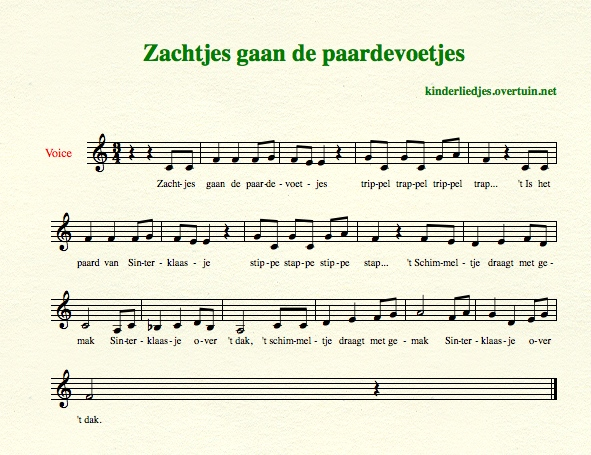 Zachtjes gaan de paardevoetjes
kinderliedjes.overtuin.net
Voice
3
4
Zacht-jes gaan de paar-de-voet-jes trip-pel trap-pel trip-pel trap... 't Is het
paard van Sin-ter-klaas-je stip-pe stap-pe stip-pe stap... 't Schim-mel-tje draagt met ge-
mak Sin-ter-klaas-je o-ver 't dak, 't schim-mel-tje draagt met ge-mak Sin-ter-klaas-je o-ver
't dak.